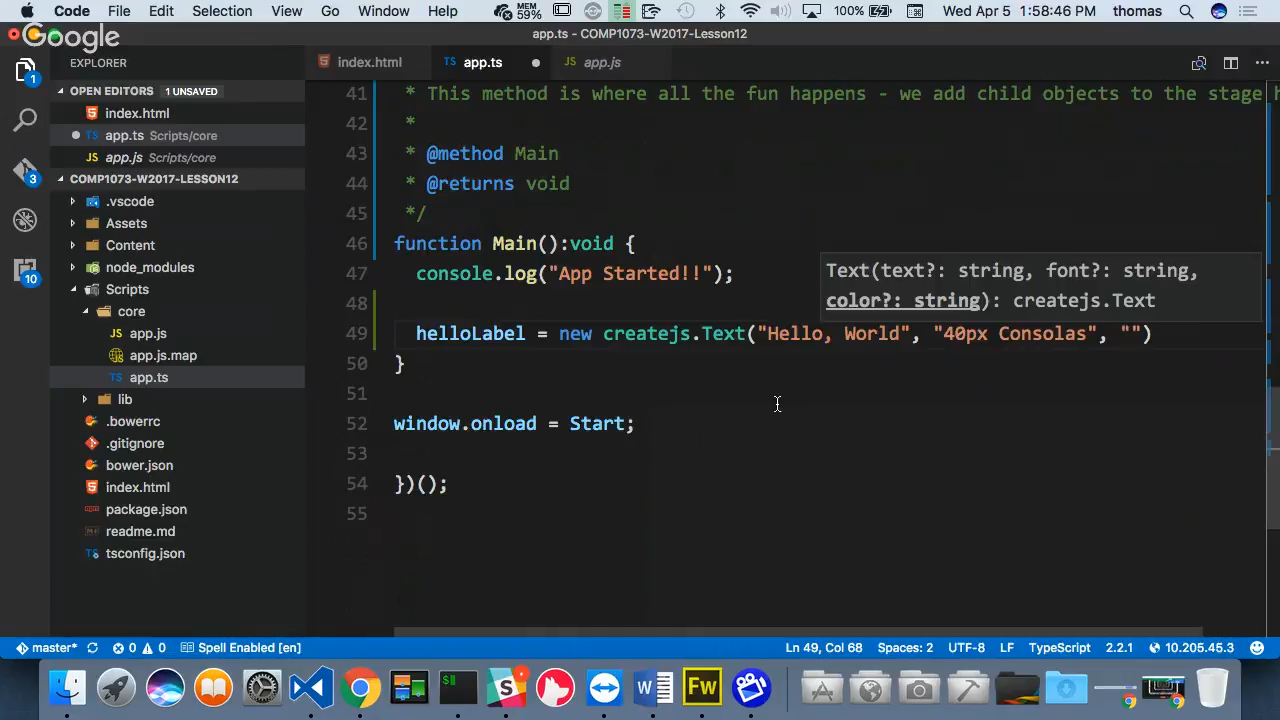 Code File Edit Selection View Go Window Help MEM 59% 100% Wed Apr 5 1:58:46 PM thomas
Google
app.ts - COMP1073-W2017-Lesson12
EXPLORER
index.html TS app.ts JS app.js
OPEN EDITORS 1 UNSAVED
index.html
TS app.ts Scripts/core
JS app.js Scripts/core
COMP1073-W2017-LESSON12
.vscode
Assets
Content
node_modules
Scripts
core
JS app.js
app.js.map
TS app.ts
lib
.bowerrc
.gitignore
bower.json
index.html
package.json
readme.md
TS tsconfig.json
1
3
10
41 * This method is where all the fun happens - we add child objects to the stage h
42 *
43 * @method Main
44 * @returns void
45 */
46 function Main():void {
47 console.log("App Started!!");
48
49 helloLabel = new createjs.Text("Hello, World", "40px Consolas", "")
50 }
51
52 window.onload = Start;
53
54 })();
55
Text(text?: string, font?: string,
color?: string): createjs.Text
master* 0 0 Spell Enabled [en] Ln 49, Col 68 Spaces: 2 UTF-8 LF TypeScript 2.2.1 10.205.45.3
Fw